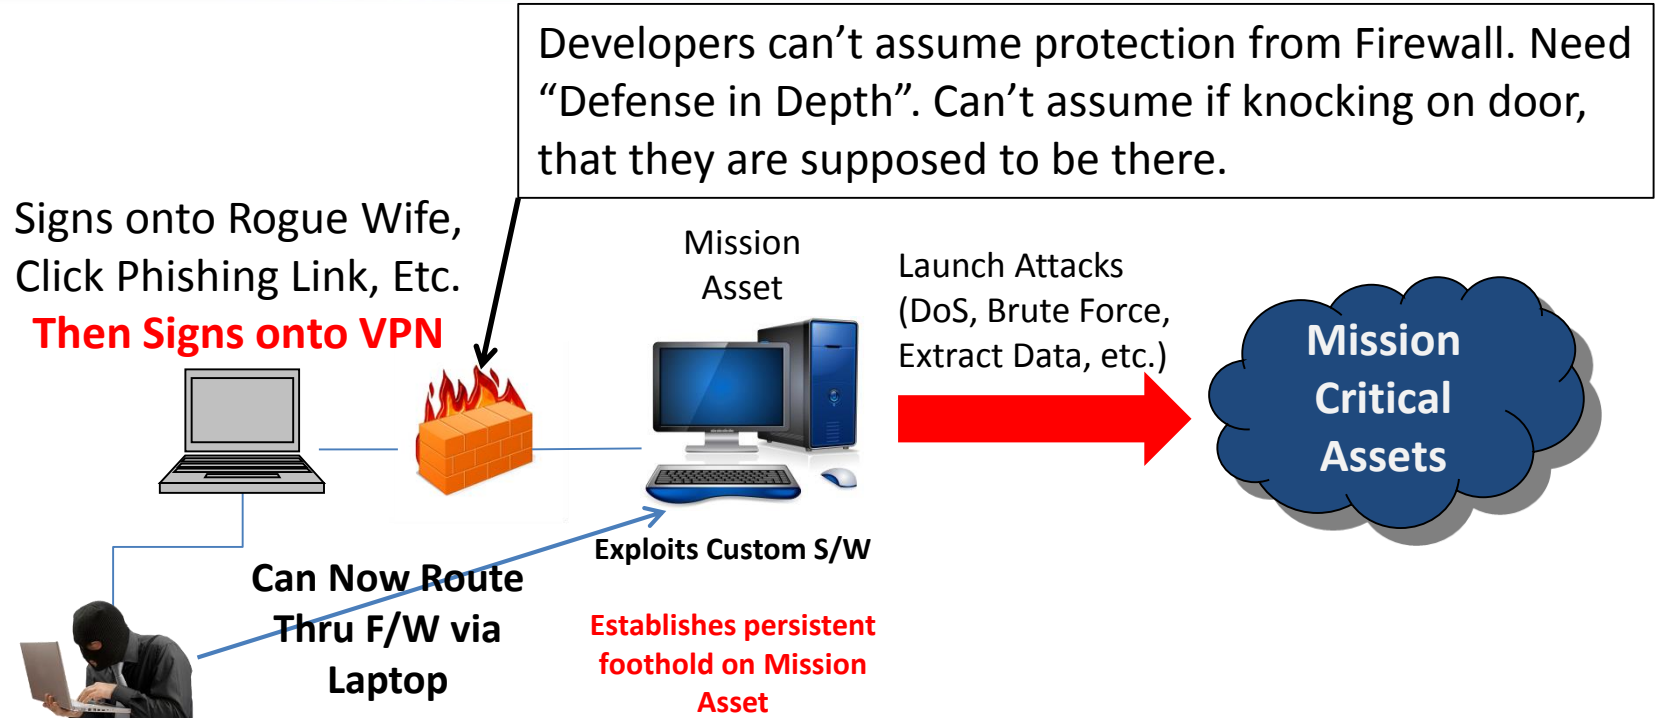 Developers can’t assume protection from Firewall. Need
“Defense in Depth”. Can’t assume if knocking on door,
that they are supposed to be there.
Signs onto Rogue Wife,
Click Phishing Link, Etc.
Then Signs onto VPN
Mission
Asset
Launch Attacks
(DoS, Brute Force,
Extract Data, etc.)
Mission
Critical
Assets
Exploits Custom S/W
Can Now Route
Thru F/W via
Laptop
Establishes persistent
foothold on Mission
Asset